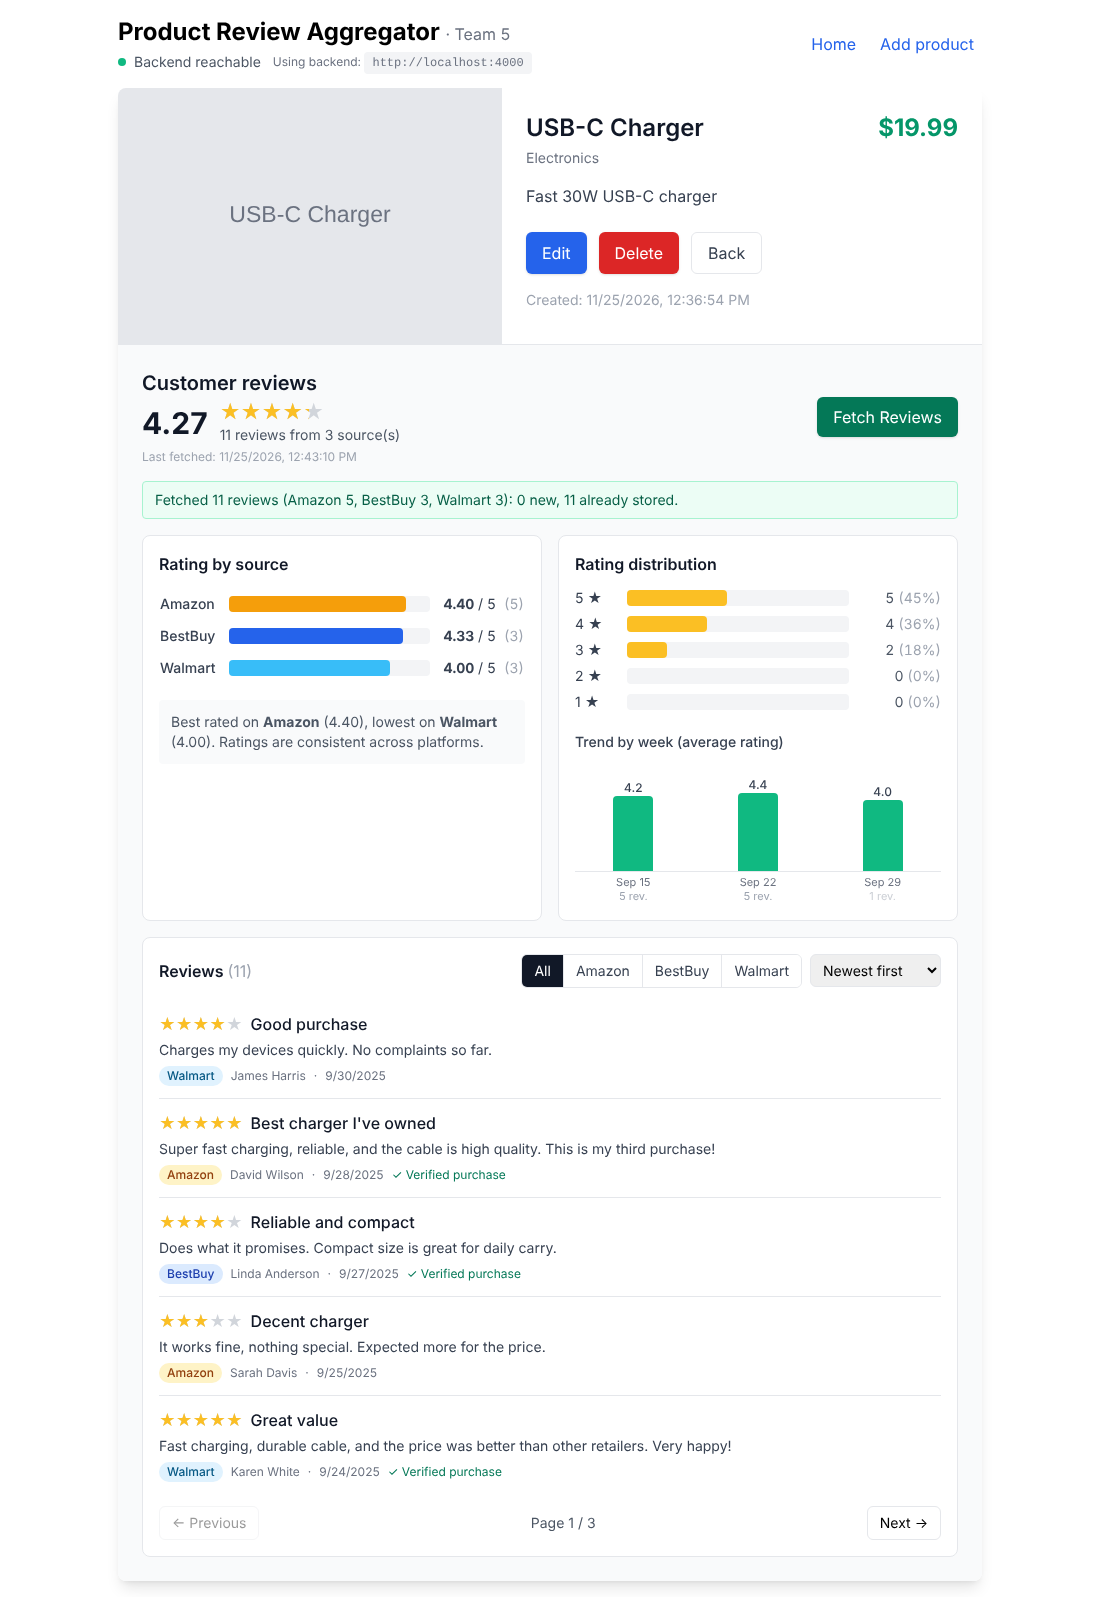 Product Review Aggregator · Team 5
Home Add product
Backend reachable Using backend: http://localhost:4000
USB-C Charger
USB-C Charger $19.99
Electronics
Fast 30W USB-C charger
Edit Delete Back
Created: 11/25/2026, 12:36:54 PM
Customer reviews
4.27 ★★★★★
11 reviews from 3 source(s)
Last fetched: 11/25/2026, 12:43:10 PM
Fetch Reviews
Fetched 11 reviews (Amazon 5, BestBuy 3, Walmart 3): 0 new, 11 already stored.
Rating by source
Amazon 4.40 / 5 (5)
BestBuy 4.33 / 5 (3)
Walmart 4.00 / 5 (3)
Best rated on Amazon (4.40), lowest on Walmart
(4.00). Ratings are consistent across platforms.
Rating distribution
5 ★ 5 (45%)
4 ★ 4 (36%)
3 ★ 2 (18%)
2 ★ 0 (0%)
1 ★ 0 (0%)
Trend by week (average rating)
4.2 4.4 4.0
Sep 15 Sep 22 Sep 29
5 rev. 5 rev. 1 rev.
Reviews (11)
All Amazon BestBuy Walmart Newest first
★★★★★ Good purchase
Charges my devices quickly. No complaints so far.
Walmart James Harris · 9/30/2025
★★★★★ Best charger I've owned
Super fast charging, reliable, and the cable is high quality. This is my third purchase!
Amazon David Wilson · 9/28/2025 ✓ Verified purchase
★★★★★ Reliable and compact
Does what it promises. Compact size is great for daily carry.
BestBuy Linda Anderson · 9/27/2025 ✓ Verified purchase
★★★★★ Decent charger
It works fine, nothing special. Expected more for the price.
Amazon Sarah Davis · 9/25/2025
★★★★★ Great value
Fast charging, durable cable, and the price was better than other retailers. Very happy!
Walmart Karen White · 9/24/2025 ✓ Verified purchase
← Previous Page 1 / 3 Next →